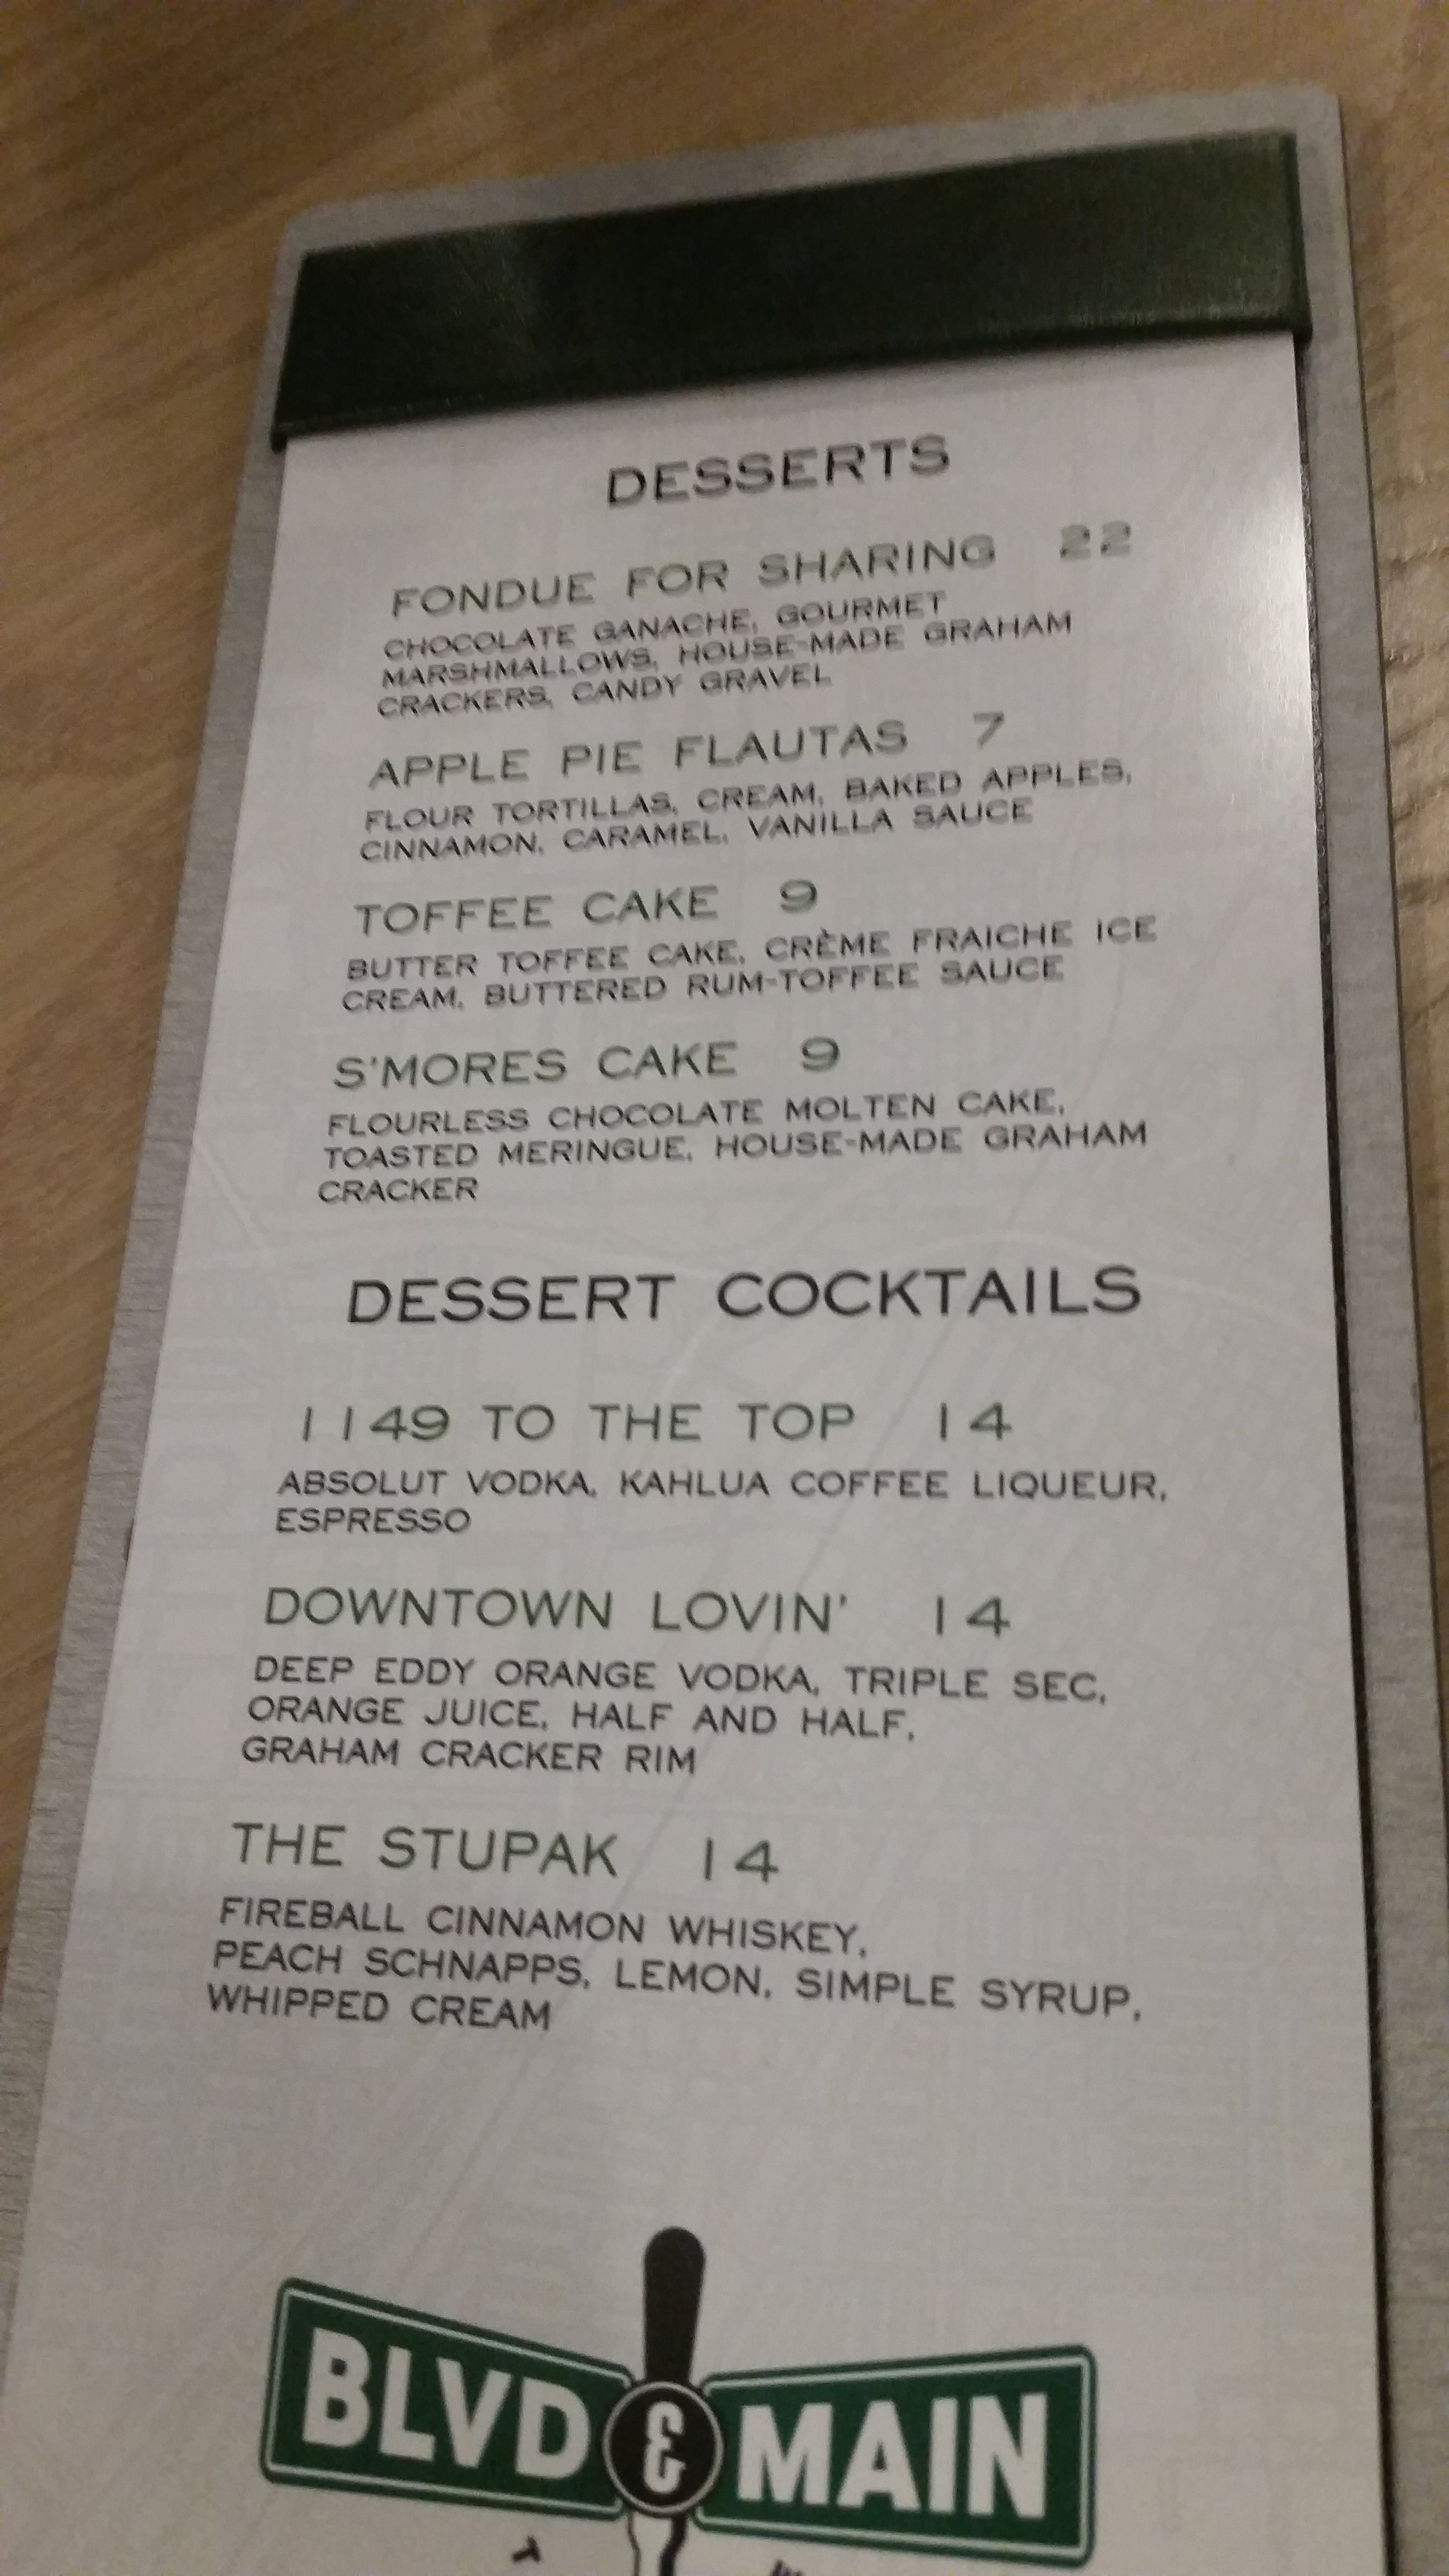 DESSERTS
FONDUE FOR SHARING 22
CHOCOLATE GANACHE, GOURMET
MARSHMALLOWS, HOUSE-MADE GRAHAM
CRACKERS, CANDY GRAVEL
APPLE PIE FLAUTAS 7
FLOUR TORTILLAS, CREAM, BAKED APPLES,
CINNAMON, CARAMEL, VANILLA SAUCE
TOFFEE CAKE 9
BUTTER TOFFEE CAKE, CRÈME FRAICHE ICE
CREAM, BUTTERED RUM-TOFFEE SAUCE
S'MORES CAKE 9
FLOURLESS CHOCOLATE MOLTEN CAKE,
TOASTED MERINGUE, HOUSE-MADE GRAHAM
CRACKER
DESSERT COCKTAILS
1149 TO THE TOP 14
ABSOLUT VODKA, KAHLUA COFFEE LIQUEUR,
ESPRESSO
DOWNTOWN LOVIN' 14
DEEP EDDY ORANGE VODKA, TRIPLE SEC,
ORANGE JUICE, HALF AND HALF,
GRAHAM CRACKER RIM
THE STUPAK 14
FIREBALL CINNAMON WHISKEY,
PEACH SCHNAPPS, LEMON, SIMPLE SYRUP,
WHIPPED CREAM
BLVD & MAIN